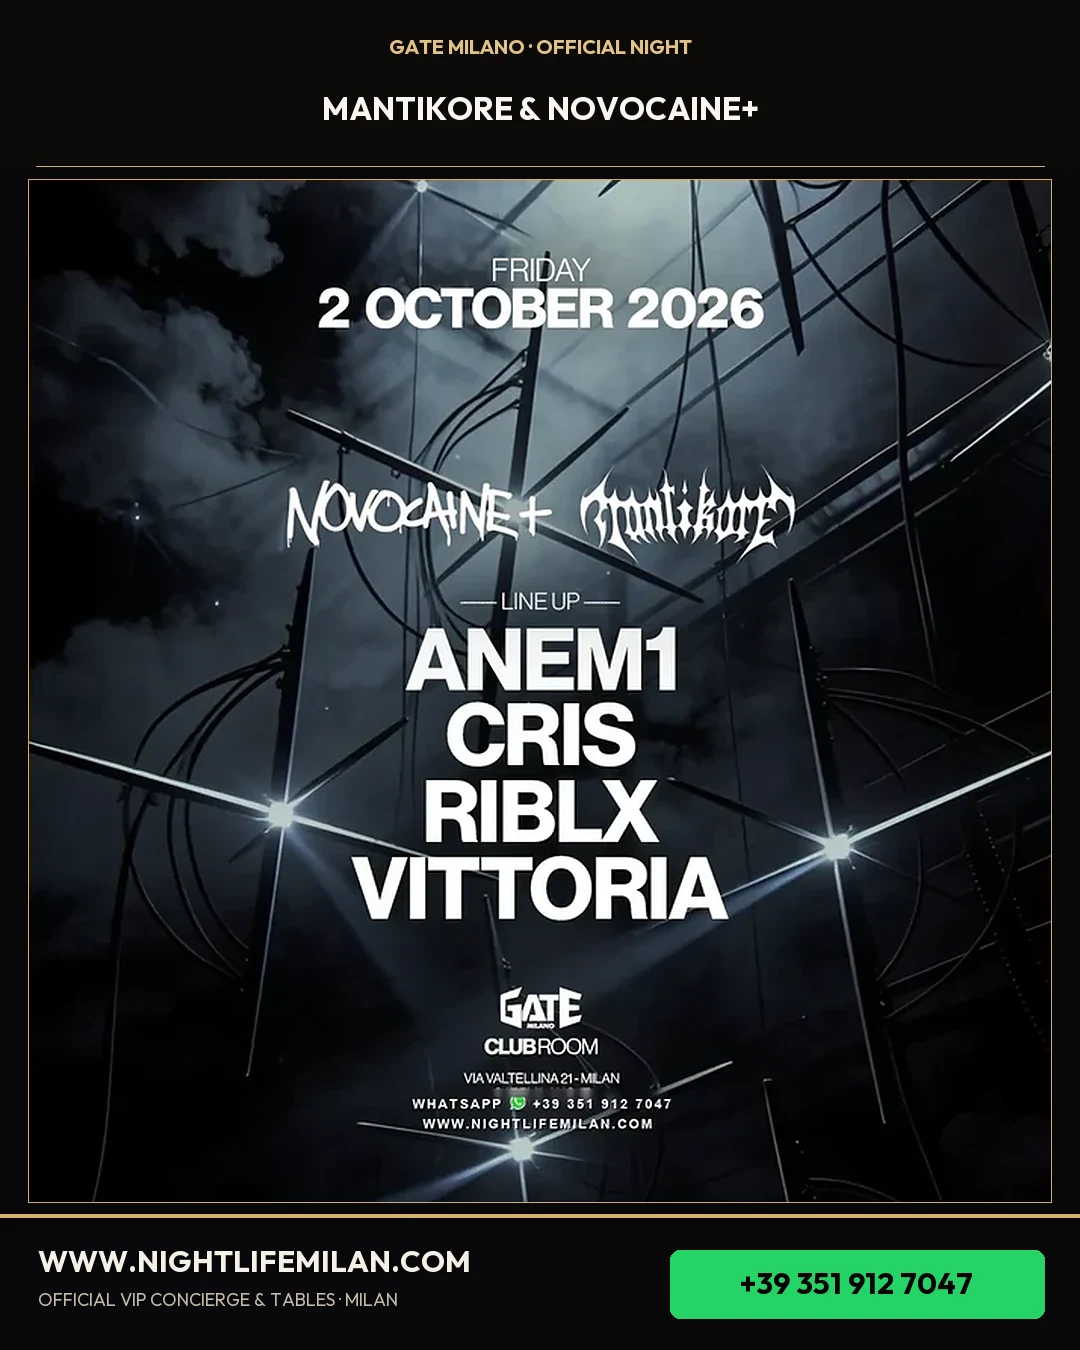 GATE MILANO · OFFICIAL NIGHT
MANTIKORE & NOVOCAINE+
FRIDAY
2 OCTOBER 2026
NOVOCAINE+ Mantikore
LINE UP
ANEM1
CRIS
RIBLX
VITTORIA
GATE
MILANO
CLUBROOM
VIA VALTELLINA 21 - MILAN
WHATSAPP +39 351 912 7047
WWW.NIGHTLIFEMILAN.COM
WWW.NIGHTLIFEMILAN.COM
OFFICIAL VIP CONCIERGE & TABLES · MILAN
+39 351 912 7047